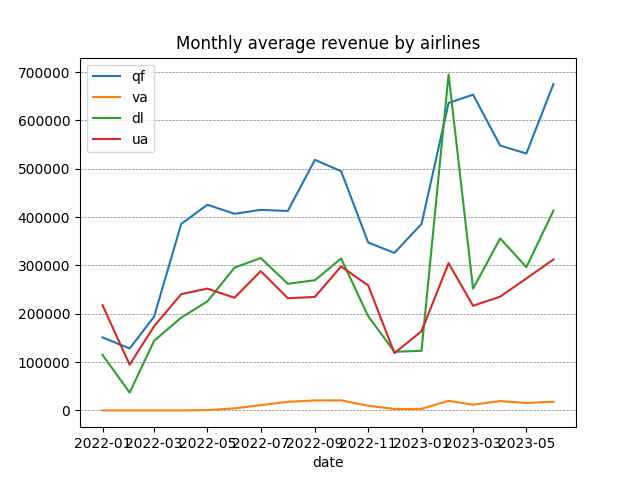 Monthly average revenue by airlines
qf
va
dl
ua
700000
600000
500000
400000
300000
200000
100000
0
2022-01 2022-03 2022-05 2022-07 2022-09 2022-11 2023-01 2023-03 2023-05
date